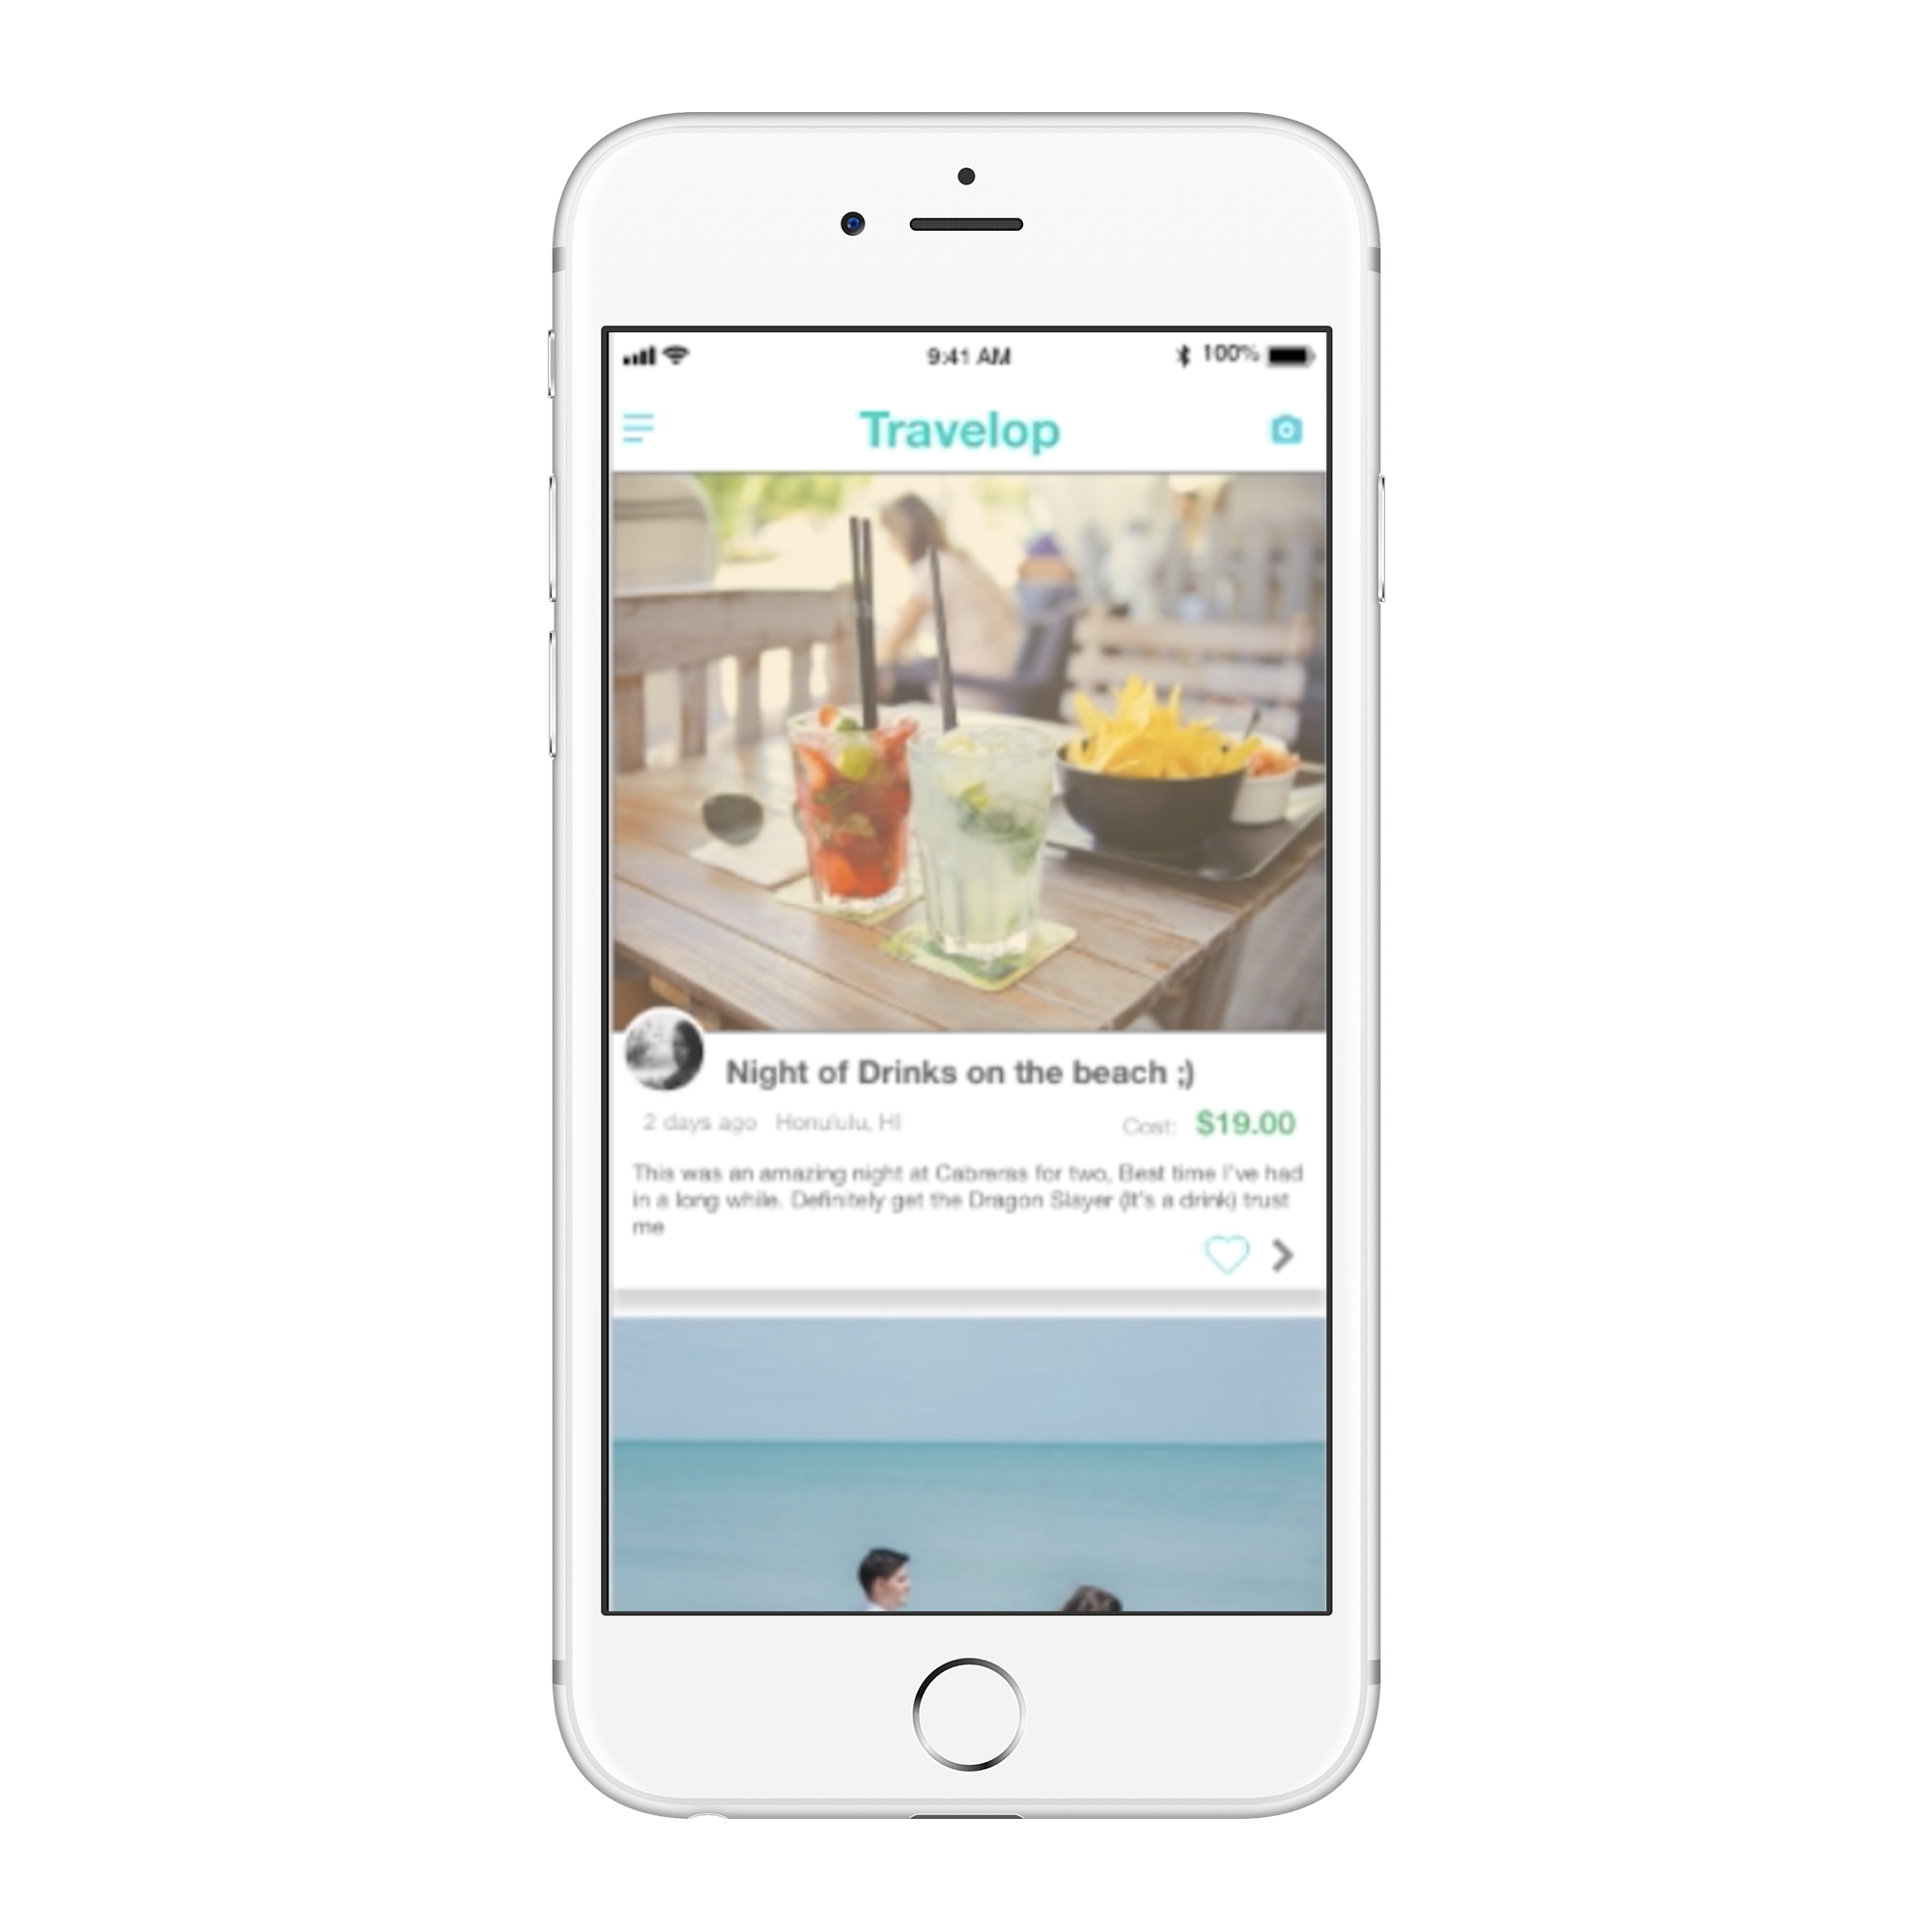 9:41 AM 100%
Travelop
Night of Drinks on the beach ;)
2 days ago Honululu, HI Cost: $19.00
This was an amazing night at Cabreras for two, Best time I've had
in a long while. Definitely get the Dragon Slayer (It's a drink) trust
me